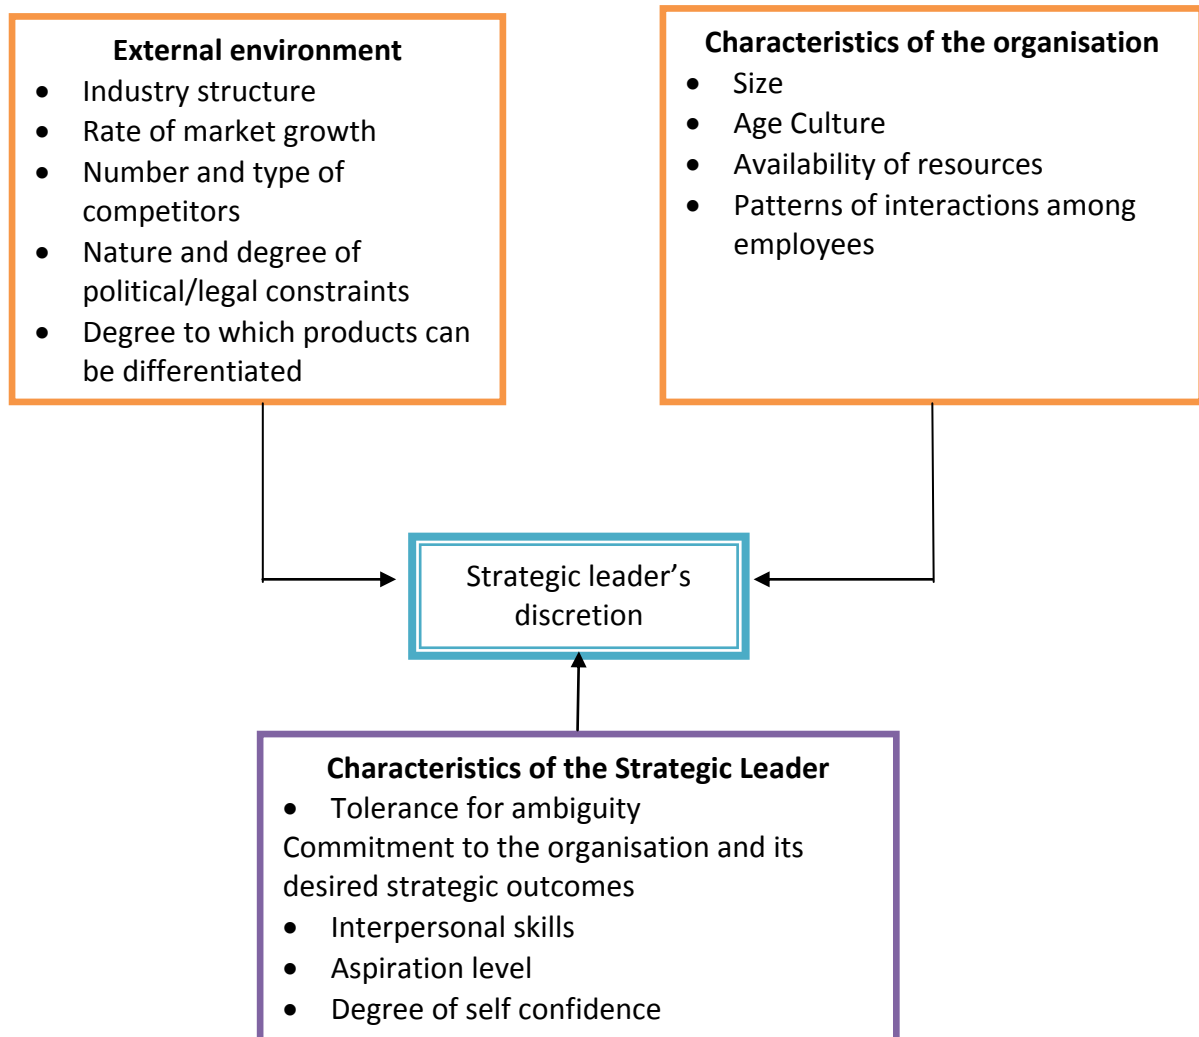 External environment
• Industry structure
• Rate of market growth
• Number and type of
competitors
• Nature and degree of
political/legal constraints
• Degree to which products can
be differentiated
Characteristics of the organisation
• Size
• Age Culture
• Availability of resources
• Patterns of interactions among
employees
Strategic leader’s
discretion
Characteristics of the Strategic Leader
• Tolerance for ambiguity
Commitment to the organisation and its
desired strategic outcomes
• Interpersonal skills
• Aspiration level
• Degree of self confidence